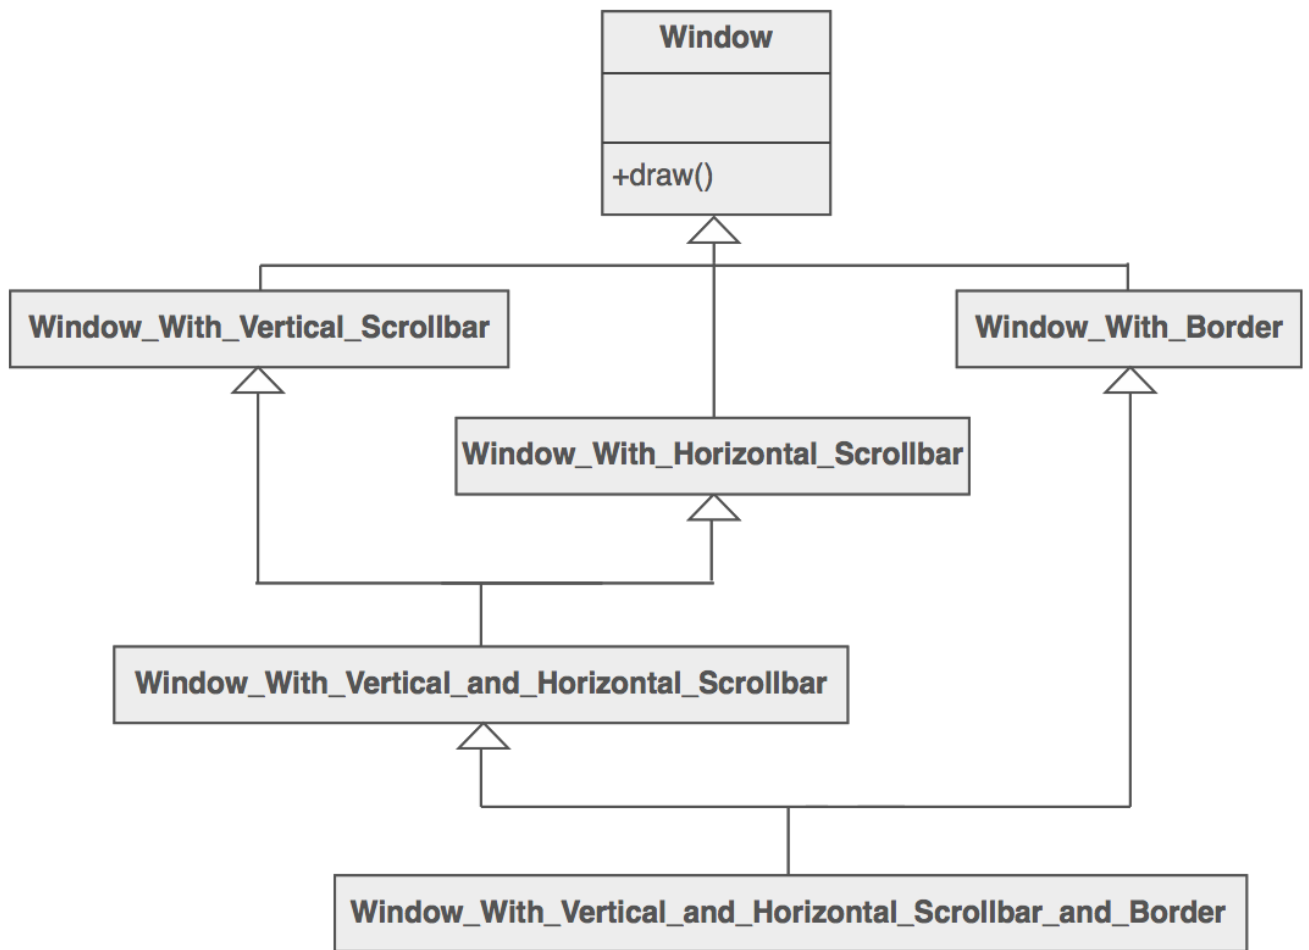 Window
+draw()
Window_With_Vertical_Scrollbar
Window_With_Border
Window_With_Horizontal_Scrollbar
Window_With_Vertical_and_Horizontal_Scrollbar
Window_With_Vertical_and_Horizontal_Scrollbar_and_Border